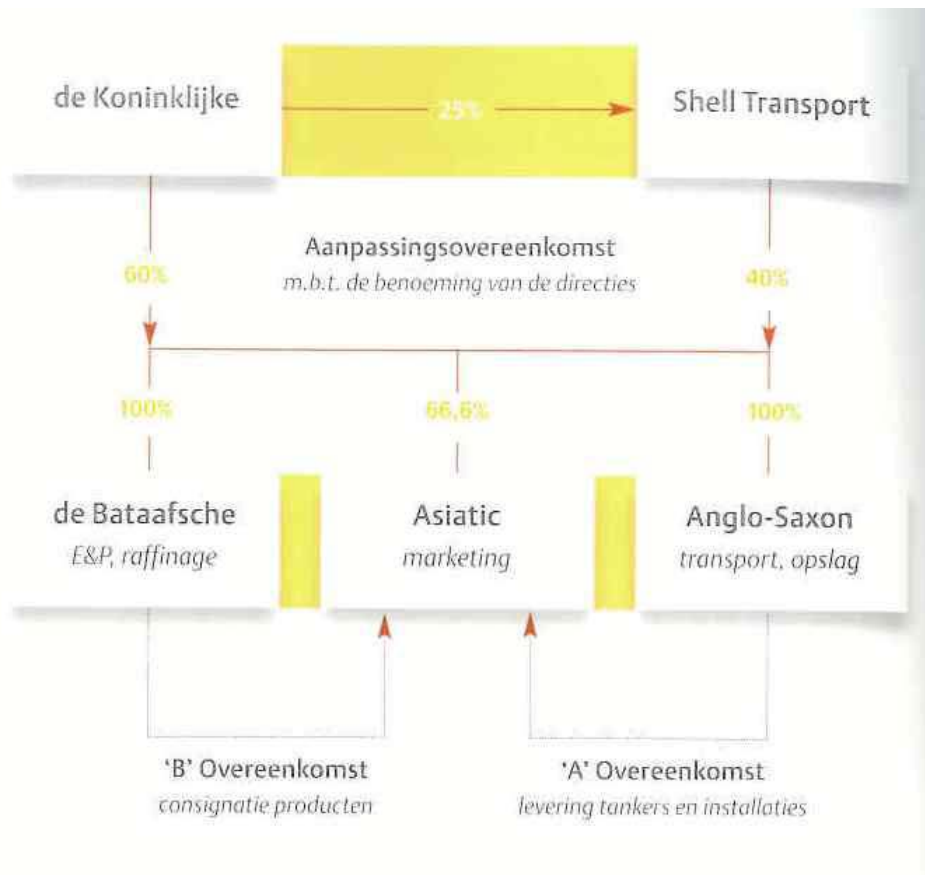 de Koninklijke
25%
Shell Transport
Aanpassingsovereenkomst
m.b.t. de benoeming van de directies
60%
40%
100%
66,6%
100%
de Bataafsche
E&P, raffinage
Asiatic
marketing
Anglo-Saxon
transport, opslag
'B' Overeenkomst
consignatie producten
'A' Overeenkomst
levering tankers en installaties